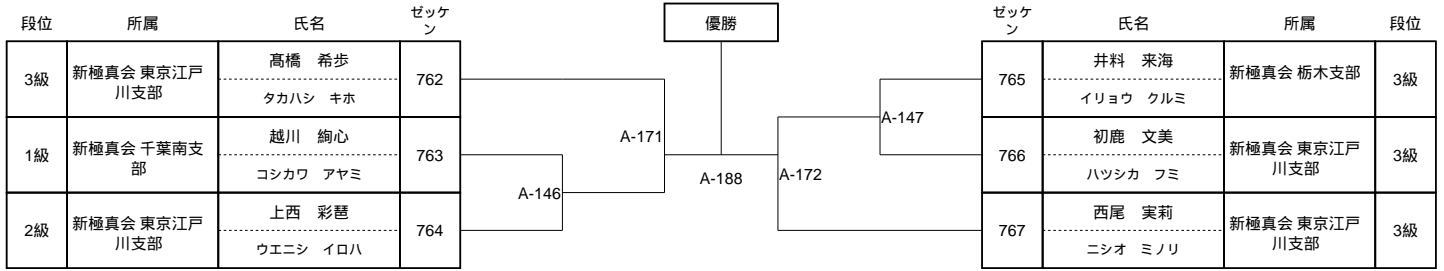 段位 所属 氏名 ゼッケ
ン
優勝
ゼッケ
ン 氏名 所属 段位
3級 新極真会 東京江戸
川支部 髙橋 希歩
タカハシ キホ 762
1級 新極真会 千葉南支
部 越川 絢心
コシカワ アヤミ 763
2級 新極真会 東京江戸
川支部 上西 彩琶
ウエニシ イロハ 764
A-171
A-146
A-188
A-147
A-172
765 井料 来海
イリョウ クルミ 新極真会 栃木支部 3級
766 初鹿 文美
ハツシカ フミ 新極真会 東京江戸
川支部 3級
767 西尾 実莉
ニシオ ミノリ 新極真会 東京江戸
川支部 3級